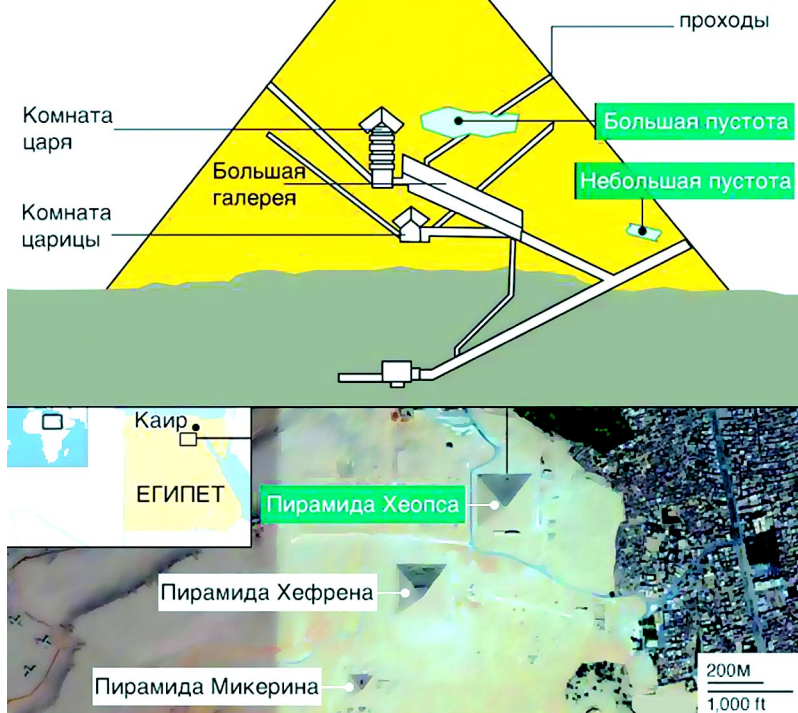 проходы
Комната
царя
Большая пустота
Большая
галерея
Небольшая пустота
Комната
царицы
Каир
ЕГИПЕТ
Пирамида Хеопса
Пирамида Хефрена
Пирамида Микерина
200М
1,000 ft